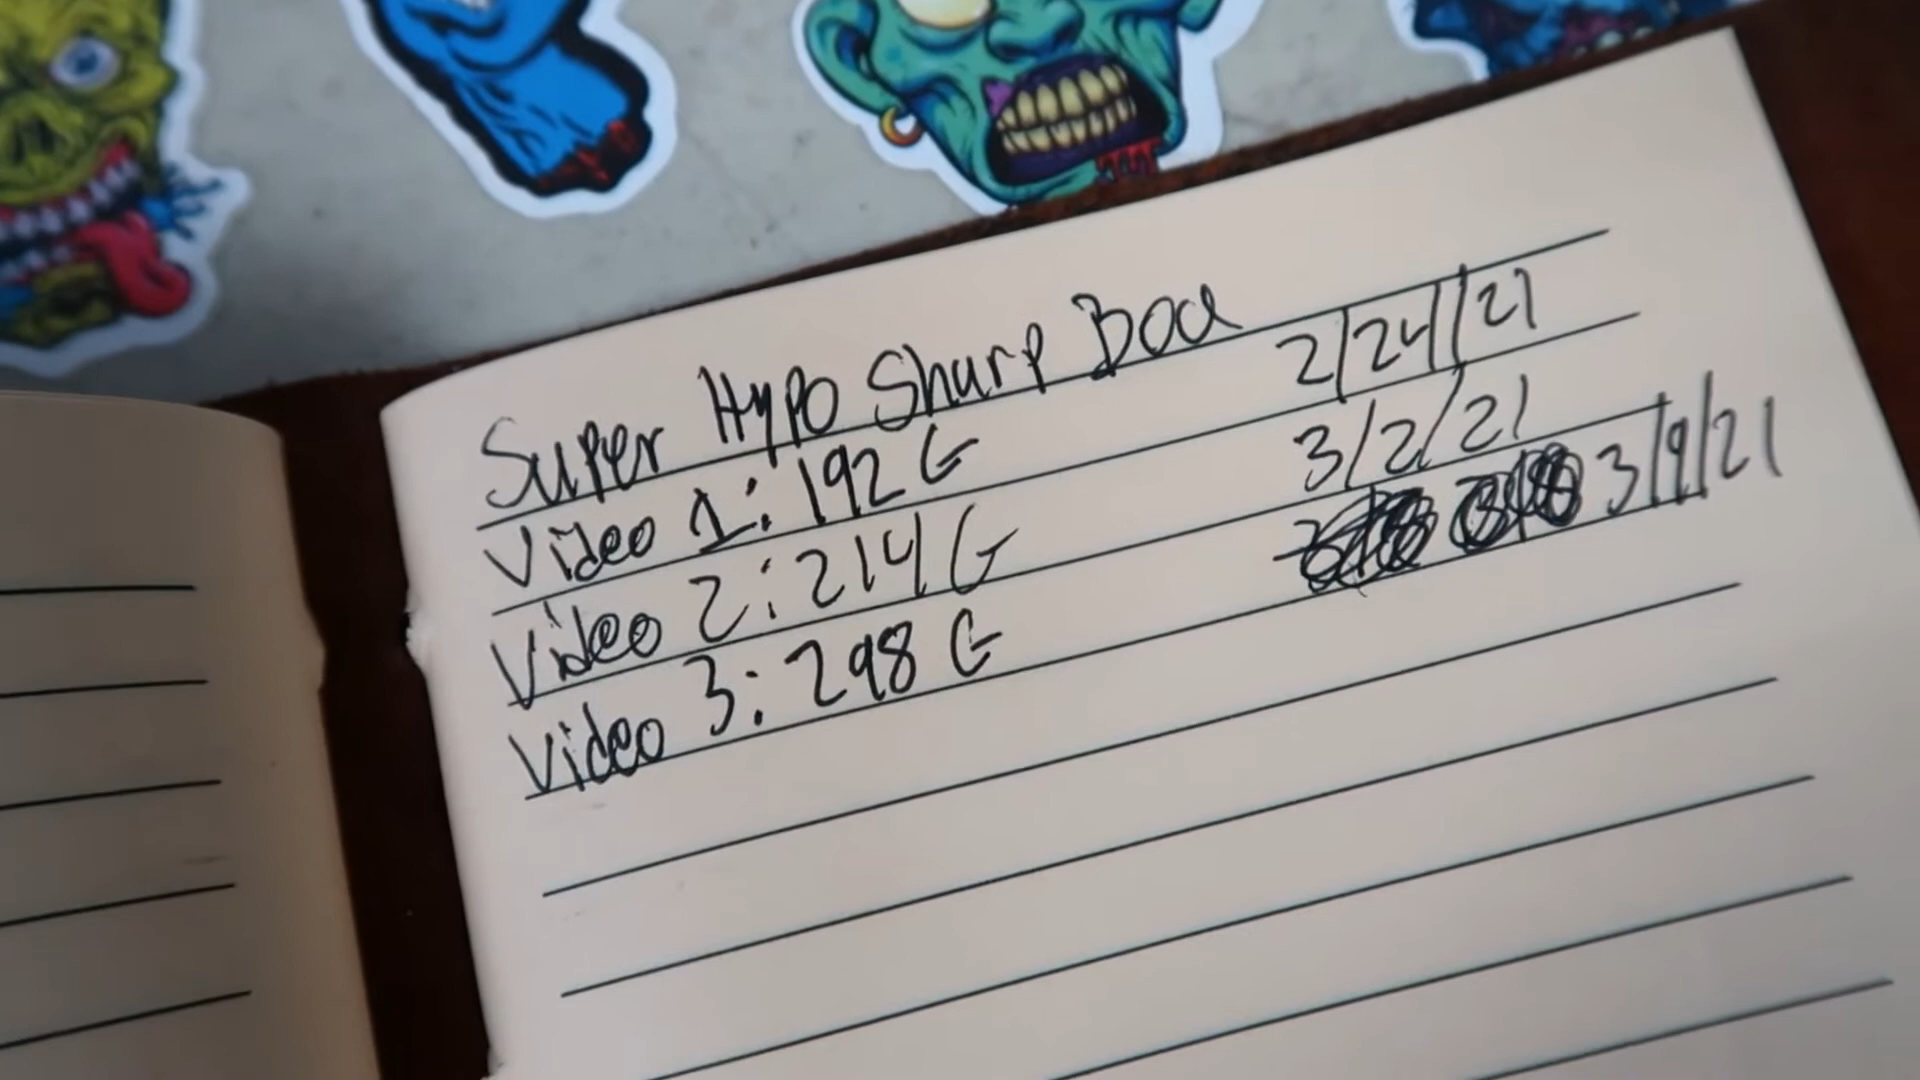 Super Hypo Sharp Boa
Video 1: 192 G 2/24/21
Video 2: 214 G 3/2/21
Video 3: 298 G 3/9/21